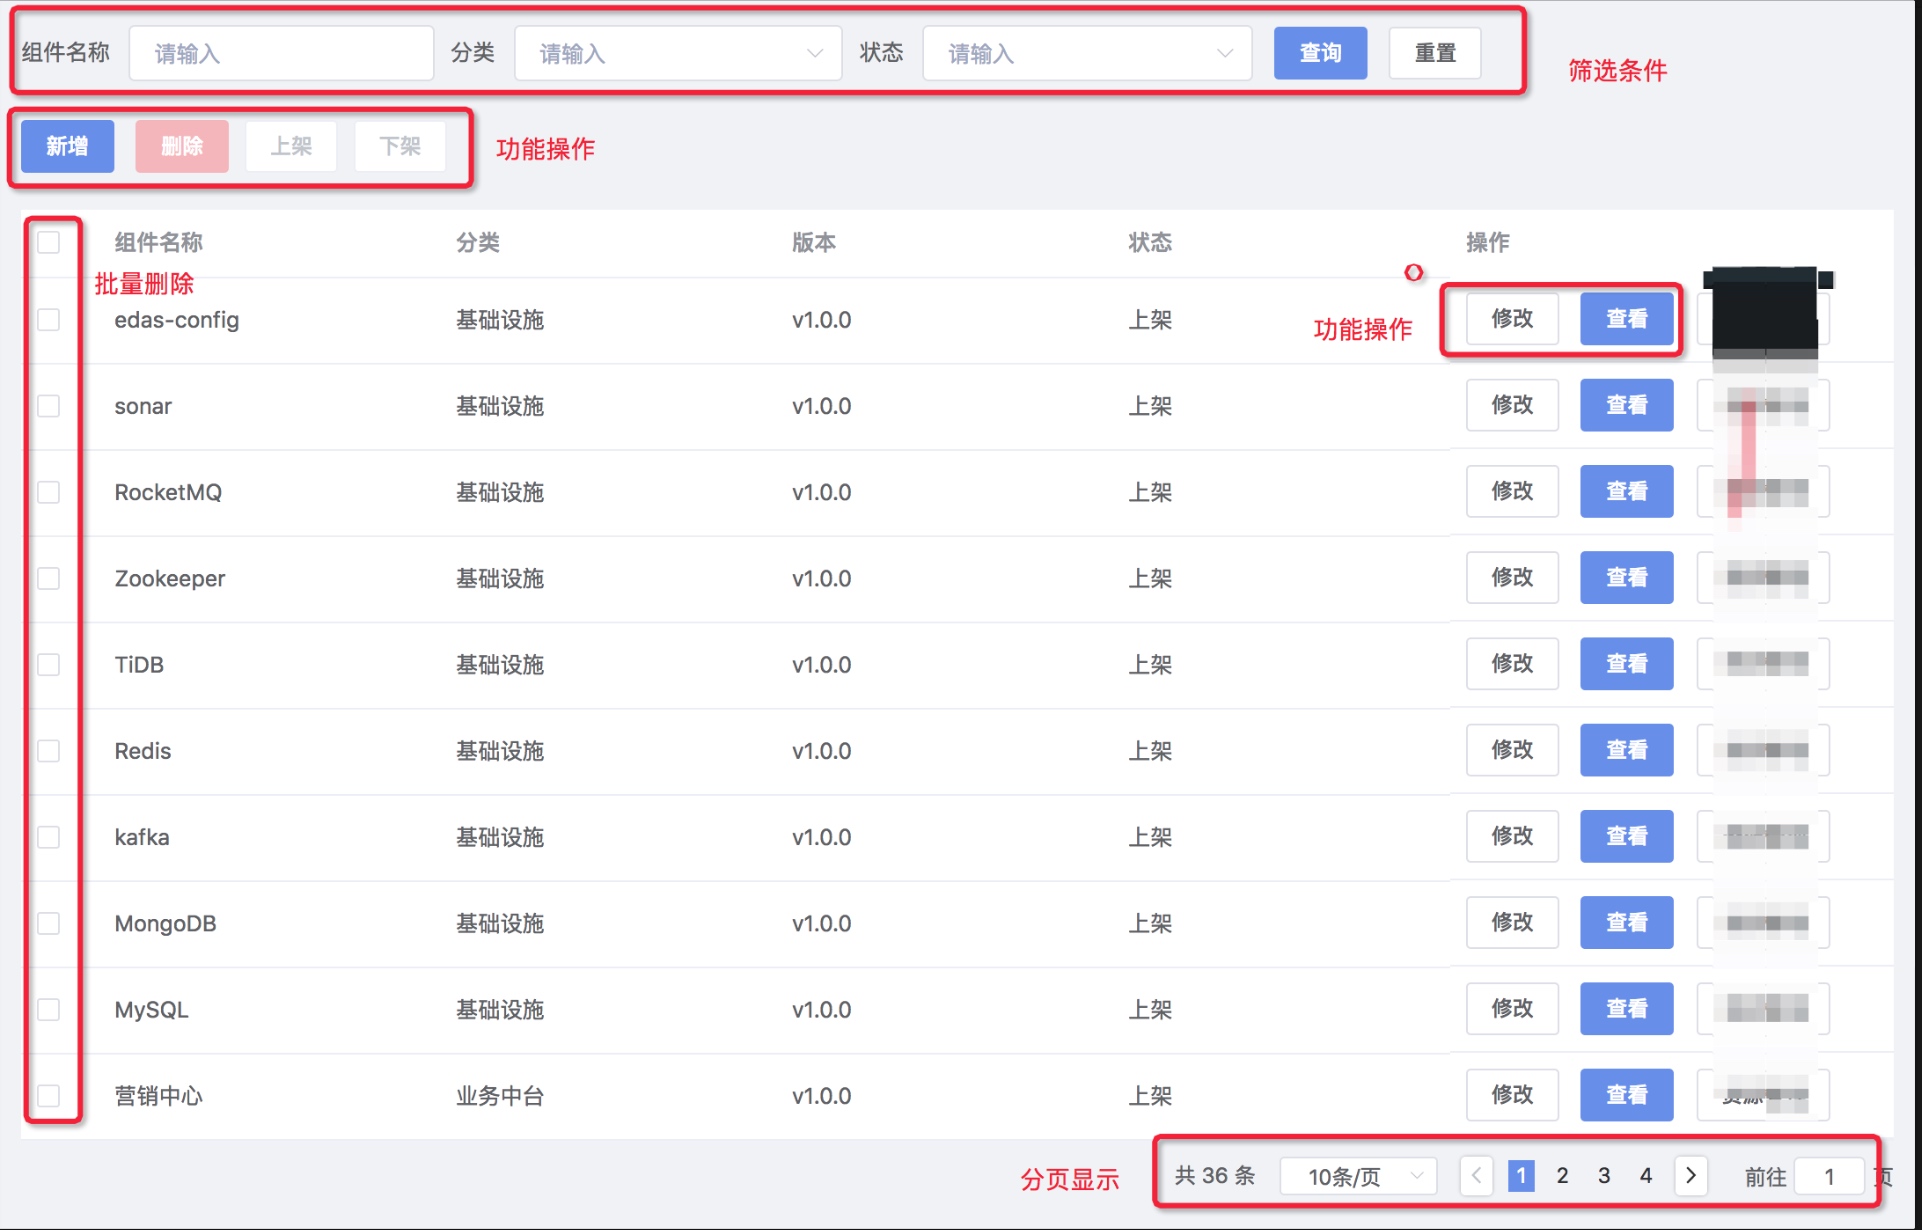 组件名称 请输入 分类 请输入 状态 请输入 查询 重置 筛选条件
新增 删除 上架 下架 功能操作
组件名称 分类 版本 状态 操作
批量删除
edas-config 基础设施 v1.0.0 上架 功能操作 修改 查看
sonar 基础设施 v1.0.0 上架 修改 查看
RocketMQ 基础设施 v1.0.0 上架 修改 查看
Zookeeper 基础设施 v1.0.0 上架 修改 查看
TiDB 基础设施 v1.0.0 上架 修改 查看
Redis 基础设施 v1.0.0 上架 修改 查看
kafka 基础设施 v1.0.0 上架 修改 查看
MongoDB 基础设施 v1.0.0 上架 修改 查看
MySQL 基础设施 v1.0.0 上架 修改 查看
营销中心 业务中台 v1.0.0 上架 修改 查看
分页显示 共 36 条 10条/页 1 2 3 4 前往 1 页